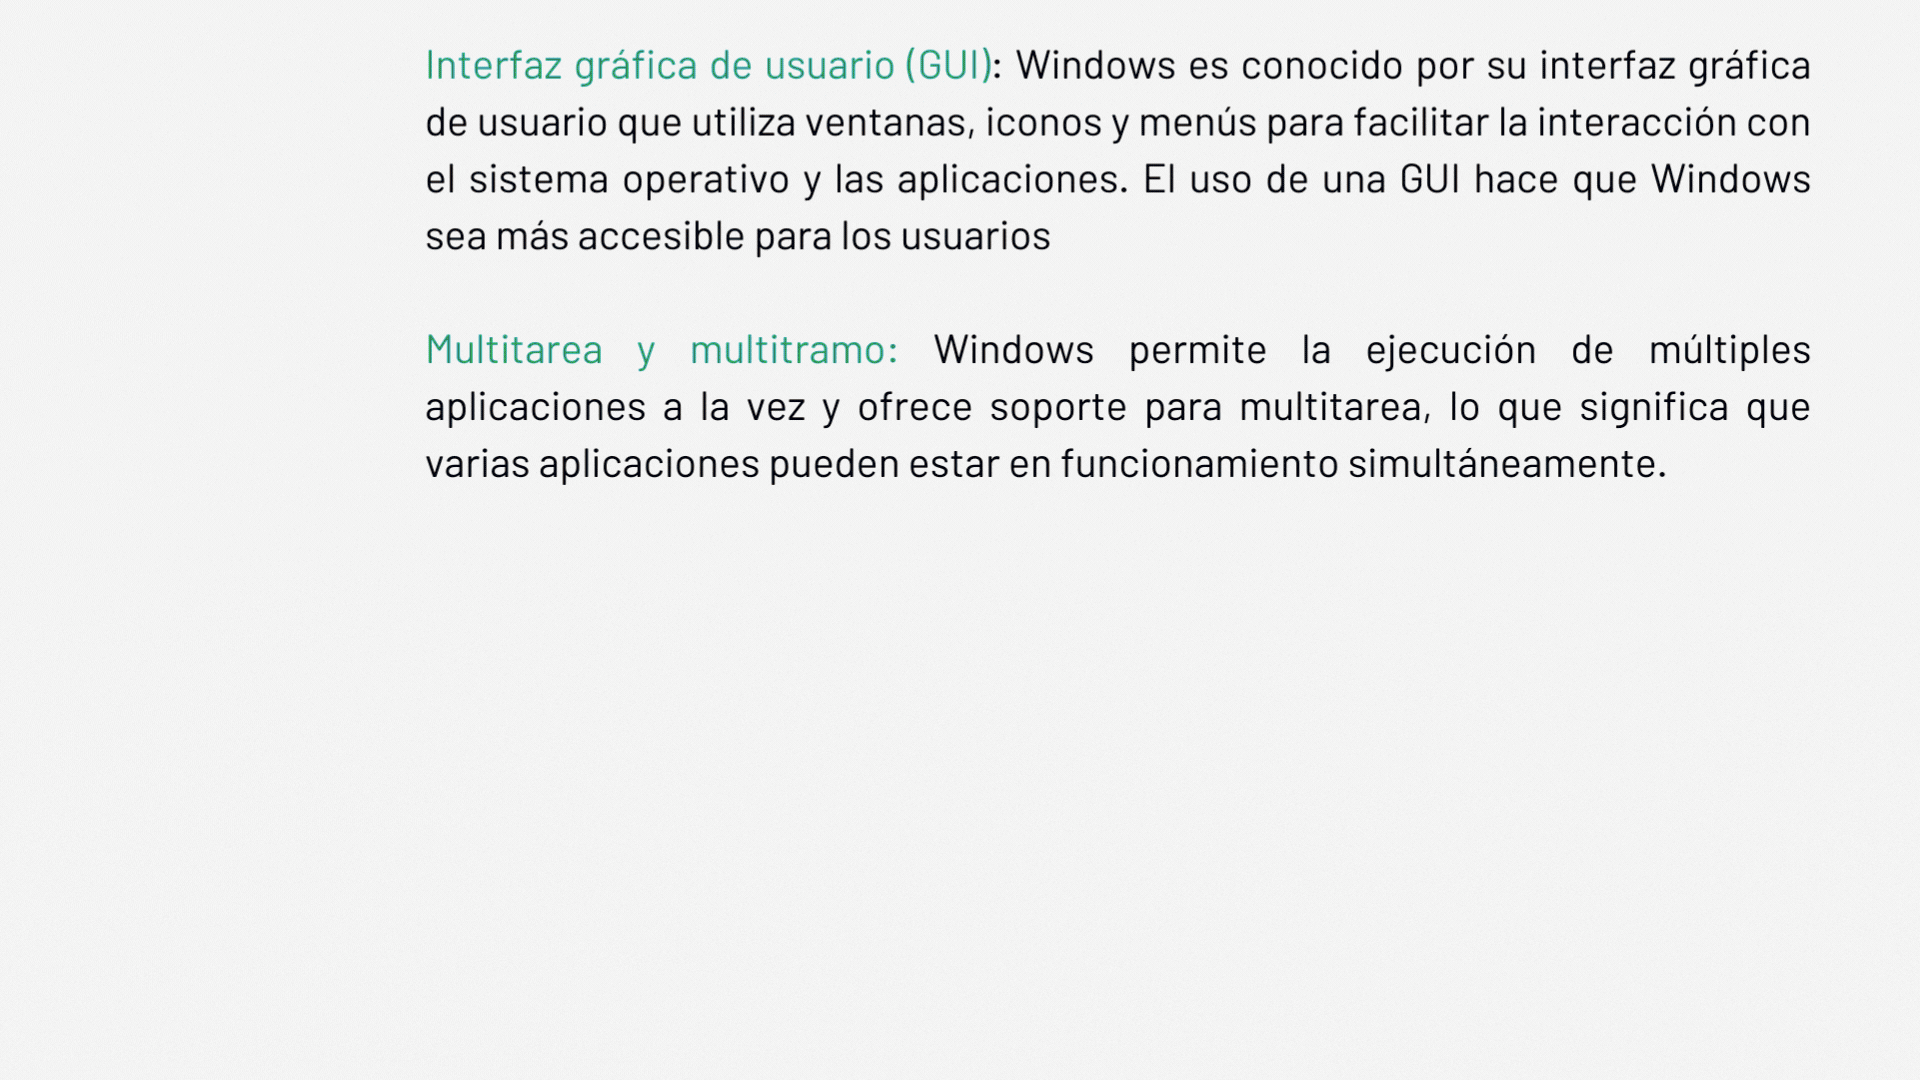 Interfaz gráfica de usuario (GUI): Windows es conocido por su interfaz gráfica
de usuario que utiliza ventanas, iconos y menús para facilitar la interacción con
el sistema operativo y las aplicaciones. El uso de una GUI hace que Windows
sea más accesible para los usuarios
Multitarea y multitramo: Windows permite la ejecución de múltiples
aplicaciones a la vez y ofrece soporte para multitarea, lo que significa que
varias aplicaciones pueden estar en funcionamiento simultáneamente.